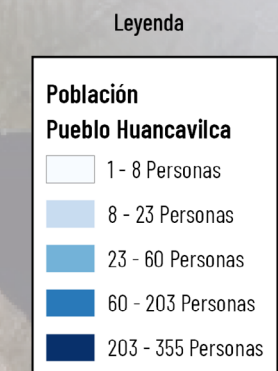 Leyenda
Población
Pueblo Huancavilca
1 - 8 Personas
8 - 23 Personas
23 - 60 Personas
60 - 203 Personas
203 - 355 Personas